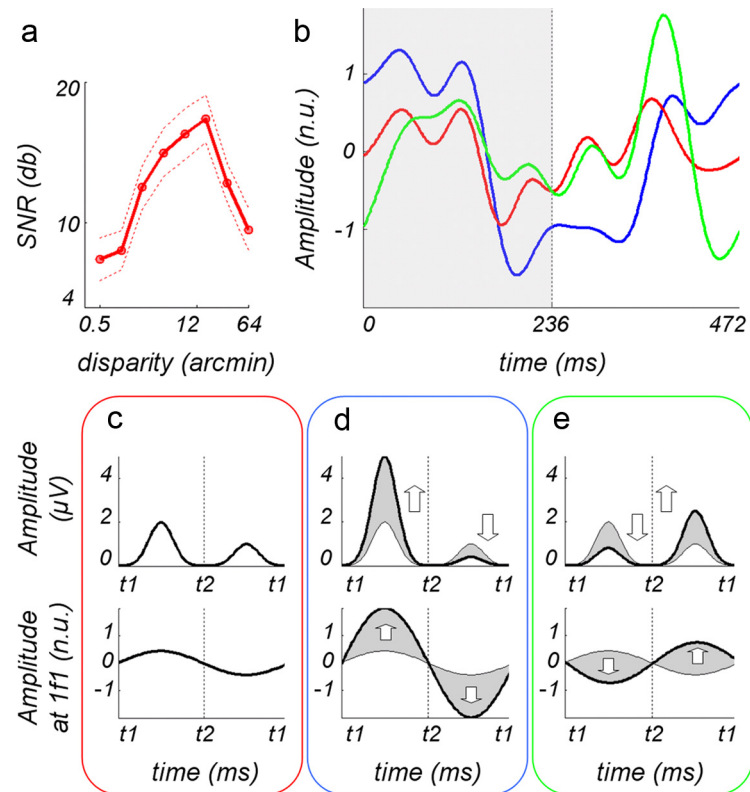 a
20
10
4
SNR (db)
0.5 12 64
disparity (arcmin)
b
1
0
-1
Amplitude (n.u.)
0 236 472
time (ms)
c
d
e
Amplitude
(μV)
4
2
0
t1 t2 t1
4
2
0
t1 t2 t1
4
2
0
t1 t2 t1
Amplitude
at 1f1 (n.u.)
1
0
-1
t1 t2 t1
time (ms)
1
0
-1
t1 t2 t1
time (ms)
1
0
-1
t1 t2 t1
time (ms)